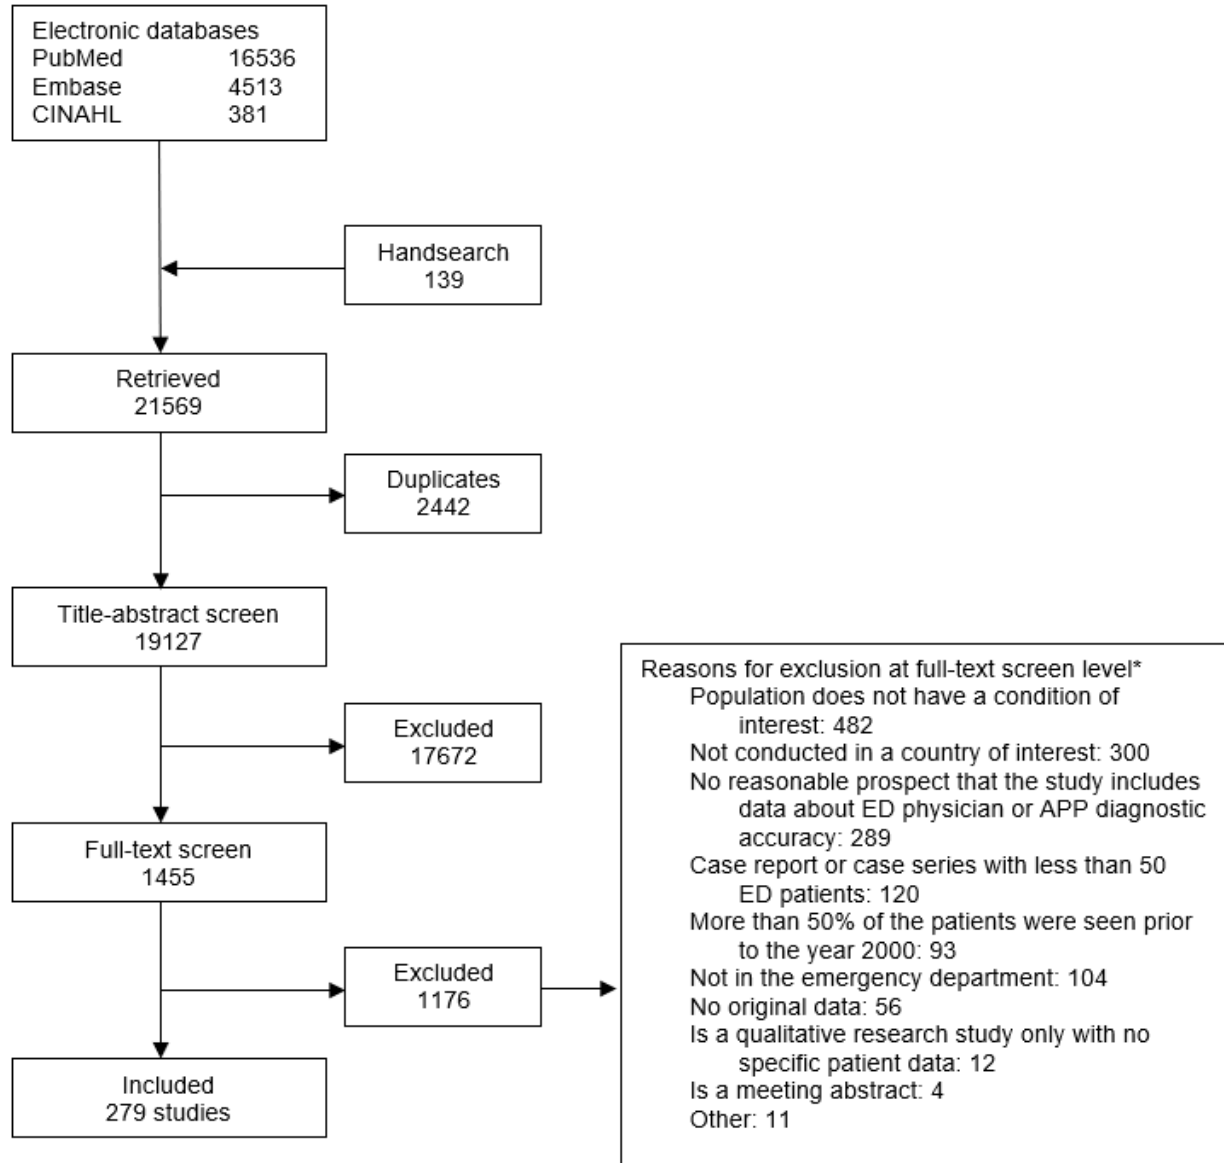 Electronic databases
PubMed 16536
Embase 4513
CINAHL 381
Handsearch
139
Retrieved
21569
Duplicates
2442
Title-abstract screen
19127
Excluded
17672
Full-text screen
1455
Excluded
1176
Included
279 studies
Reasons for exclusion at full-text screen level*
Population does not have a condition of
interest: 482
Not conducted in a country of interest: 300
No reasonable prospect that the study includes
data about ED physician or APP diagnostic
accuracy: 289
Case report or case series with less than 50
ED patients: 120
More than 50% of the patients were seen prior
to the year 2000: 93
Not in the emergency department: 104
No original data: 56
Is a qualitative research study only with no
specific patient data: 12
Is a meeting abstract: 4
Other: 11